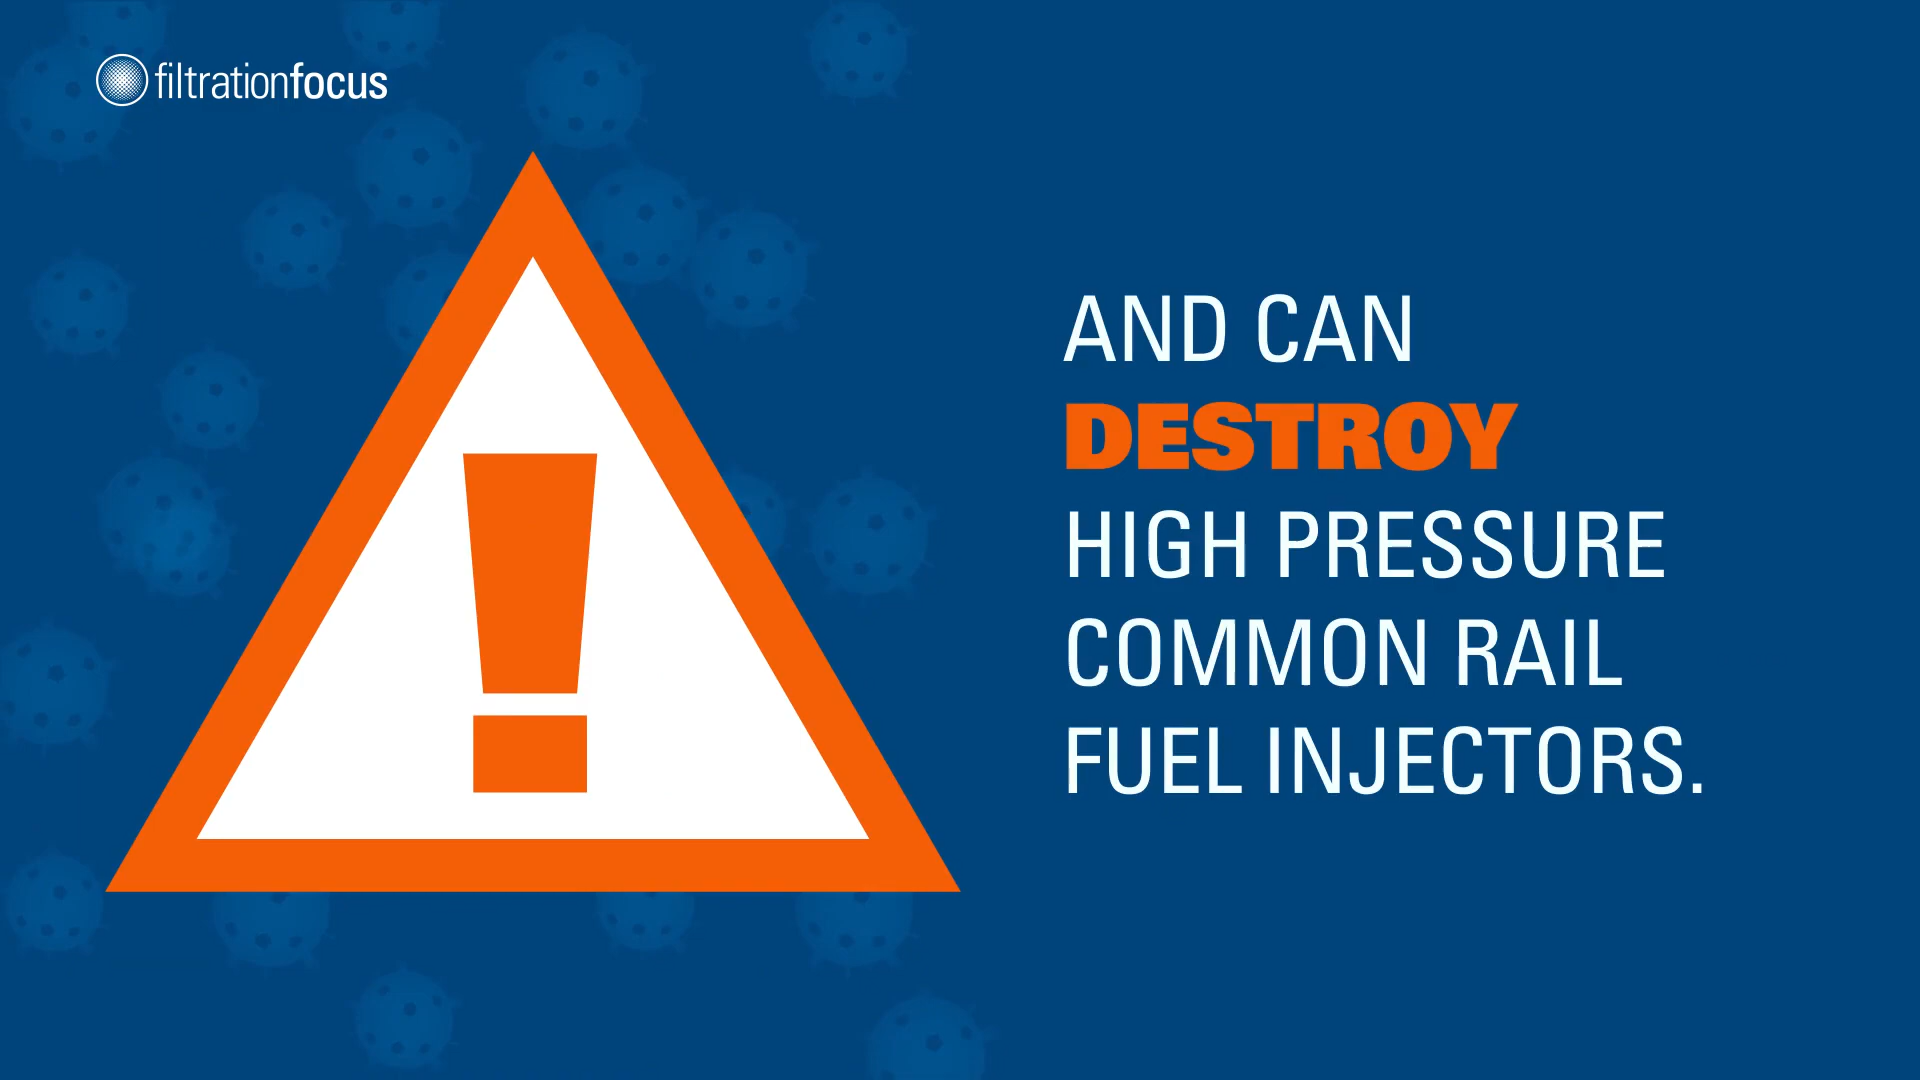 filtrationfocus
AND CAN
DESTROY
HIGH PRESSURE
COMMON RAIL
FUEL INJECTORS.
!